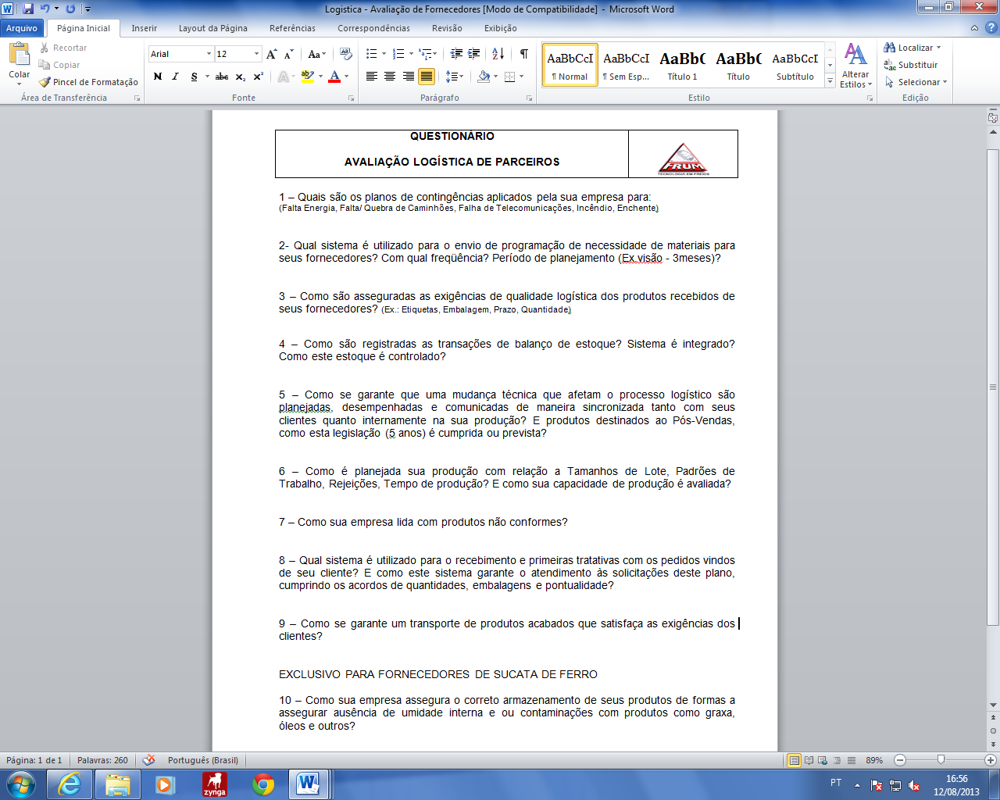 Logistica - Avaliação de Fornecedores [Modo de Compatibilidade] - Microsoft Word
Arquivo Página Inicial Inserir Layout da Página Referências Correspondências Revisão Exibição
Colar
Recortar
Copiar
Pincel de Formatação
Área de Transferência
Arial 12
N I S abc x₂ x² A ab A
Fonte
Parágrafo
AaBbCcI AaBbCcI AaBbC AaBbC AaBbCcI
¶ Normal ¶ Sem Esp... Título 1 Título Subtítulo
Alterar Estilos
Estilo
Localizar
Substituir
Selecionar
Edição
QUESTIONÁRIO
AVALIAÇÃO LOGÍSTICA DE PARCEIROS
FRUM
TECNOLOGIA EM FREIOS
1 – Quais são os planos de contingências aplicados pela sua empresa para:
(Falta Energia, Falta/ Quebra de Caminhões, Falha de Telecomunicações, Incêndio, Enchente)
2- Qual sistema é utilizado para o envio de programação de necessidade de materiais para
seus fornecedores? Com qual freqüência? Período de planejamento (Ex.visão - 3meses)?
3 – Como são asseguradas as exigências de qualidade logística dos produtos recebidos de
seus fornecedores? (Ex.: Etiquetas, Embalagem, Prazo, Quantidade)
4 – Como são registradas as transações de balanço de estoque? Sistema é integrado?
Como este estoque é controlado?
5 – Como se garante que uma mudança técnica que afetam o processo logístico são
planejadas, desempenhadas e comunicadas de maneira sincronizada tanto com seus
clientes quanto internamente na sua produção? E produtos destinados ao Pós-Vendas,
como esta legislação (5 anos) é cumprida ou prevista?
6 – Como é planejada sua produção com relação a Tamanhos de Lote, Padrões de
Trabalho, Rejeições, Tempo de produção? E como sua capacidade de produção é avaliada?
7 – Como sua empresa lida com produtos não conformes?
8 – Qual sistema é utilizado para o recebimento e primeiras tratativas com os pedidos vindos
de seu cliente? E como este sistema garante o atendimento às solicitações deste plano,
cumprindo os acordos de quantidades, embalagens e pontualidade?
9 – Como se garante um transporte de produtos acabados que satisfaça as exigências dos
clientes?
EXCLUSIVO PARA FORNECEDORES DE SUCATA DE FERRO
10 – Como sua empresa assegura o correto armazenamento de seus produtos de formas a
assegurar ausência de umidade interna e ou contaminações com produtos como graxa,
óleos e outros?
Página: 1 de 1 Palavras: 260 Português (Brasil) 89%
zynga
PT
16:56
12/08/2013